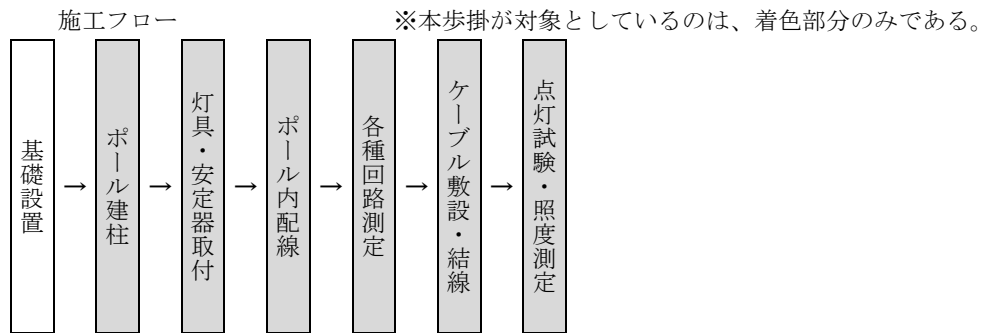 施工フロー ※本歩掛が対象としているのは、着色部分のみである。
基礎設置
→
ポール建柱
→
灯具・安定器取付
→
ポール内配線
→
各種回路測定
→
ケーブル敷設・結線
→
点灯試験・照度測定